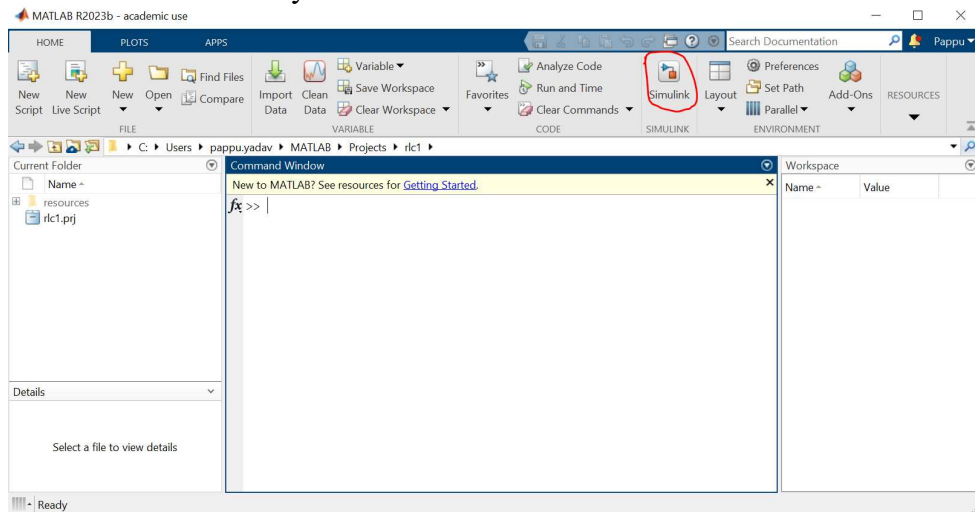 MATLAB R2023b - academic use
HOME PLOTS APPS Search Documentation Pappu
New Script
New Live Script
New
Open
Find Files
Compare
FILE
Import Data
Clean Data
Variable
Save Workspace
Clear Workspace
VARIABLE
Favorites
Analyze Code
Run and Time
Clear Commands
CODE
Simulink
SIMULINK
Layout
Preferences
Set Path
Parallel
ENVIRONMENT
Add-Ons
RESOURCES
C: Users pappu.yadav MATLAB Projects rlc1
Current Folder
Name
resources
rlc1.prj
Details
Select a file to view details
Command Window
New to MATLAB? See resources for Getting Started.
fx >>
Workspace
Name Value
Ready